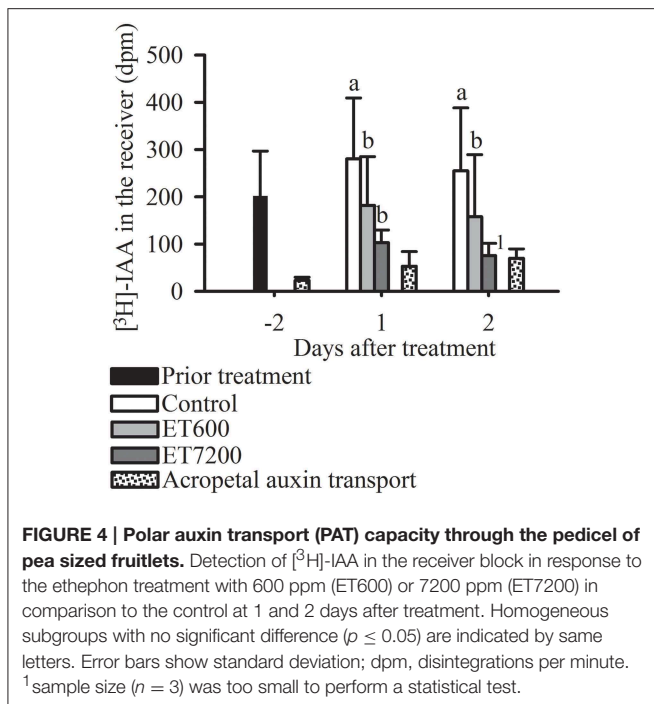 500
400
300
200
100
0
[³H]-IAA in the receiver (dpm)
a
b
b
a
b
1
-2 1 2
Days after treatment
Prior treatment
Control
ET600
ET7200
Acropetal auxin transport
FIGURE 4 | Polar auxin transport (PAT) capacity through the pedicel of
pea sized fruitlets. Detection of [³H]-IAA in the receiver block in response to
the ethephon treatment with 600 ppm (ET600) or 7200 ppm (ET7200) in
comparison to the control at 1 and 2 days after treatment. Homogeneous
subgroups with no significant difference (p ≤ 0.05) are indicated by same
letters. Error bars show standard deviation; dpm, disintegrations per minute.
¹sample size (n = 3) was too small to perform a statistical test.